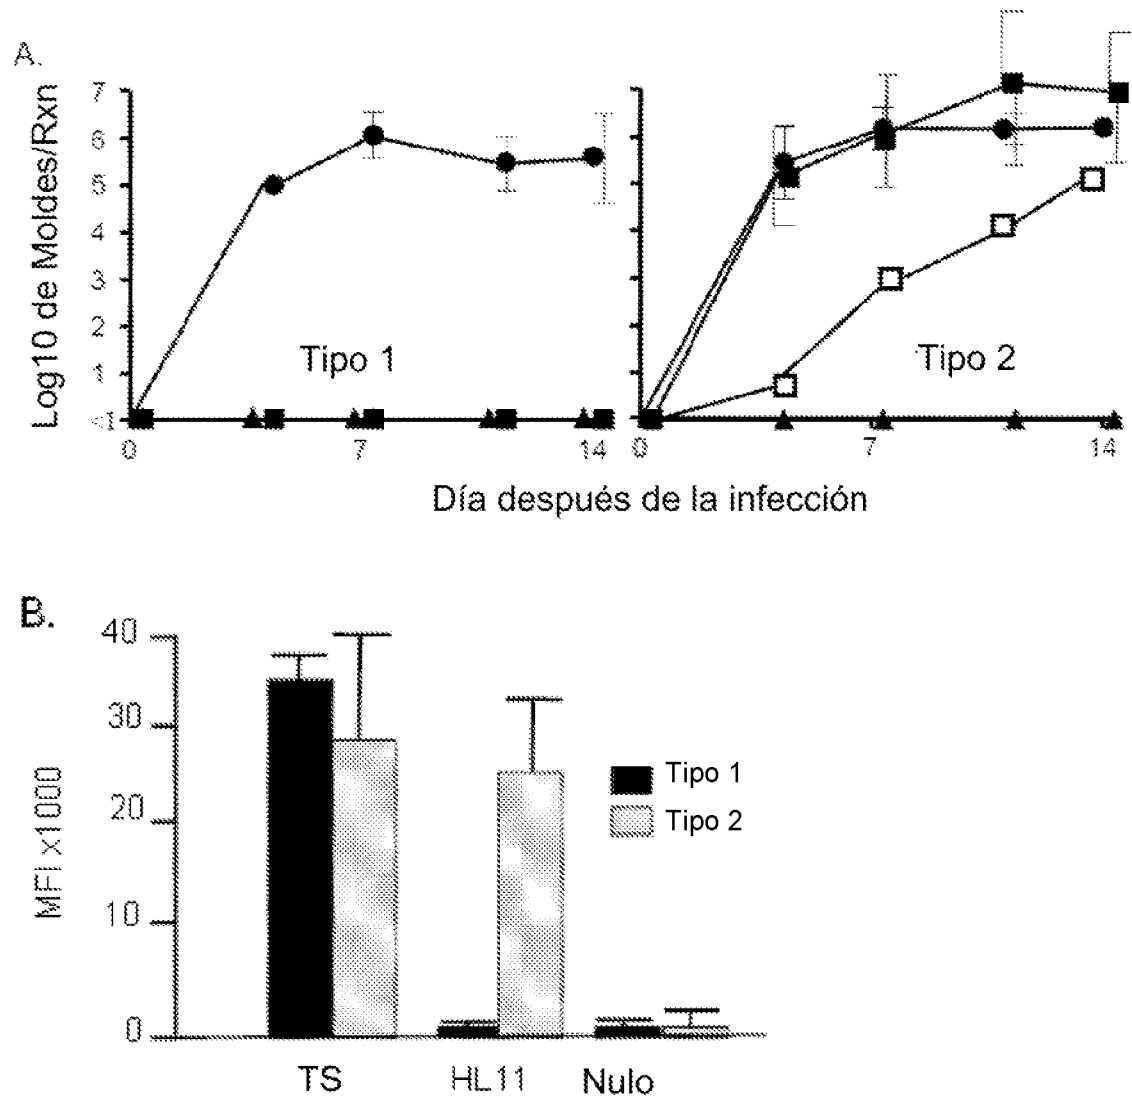 A.
Log10 de Moldes/Rxn
7
6
5
4
3
2
1
<1
Tipo 1
Tipo 2
0 7 14 0 7 14
Día después de la infección
B.
MFI x1000
40
30
20
10
0
Tipo 1
Tipo 2
TS HL11 Nulo